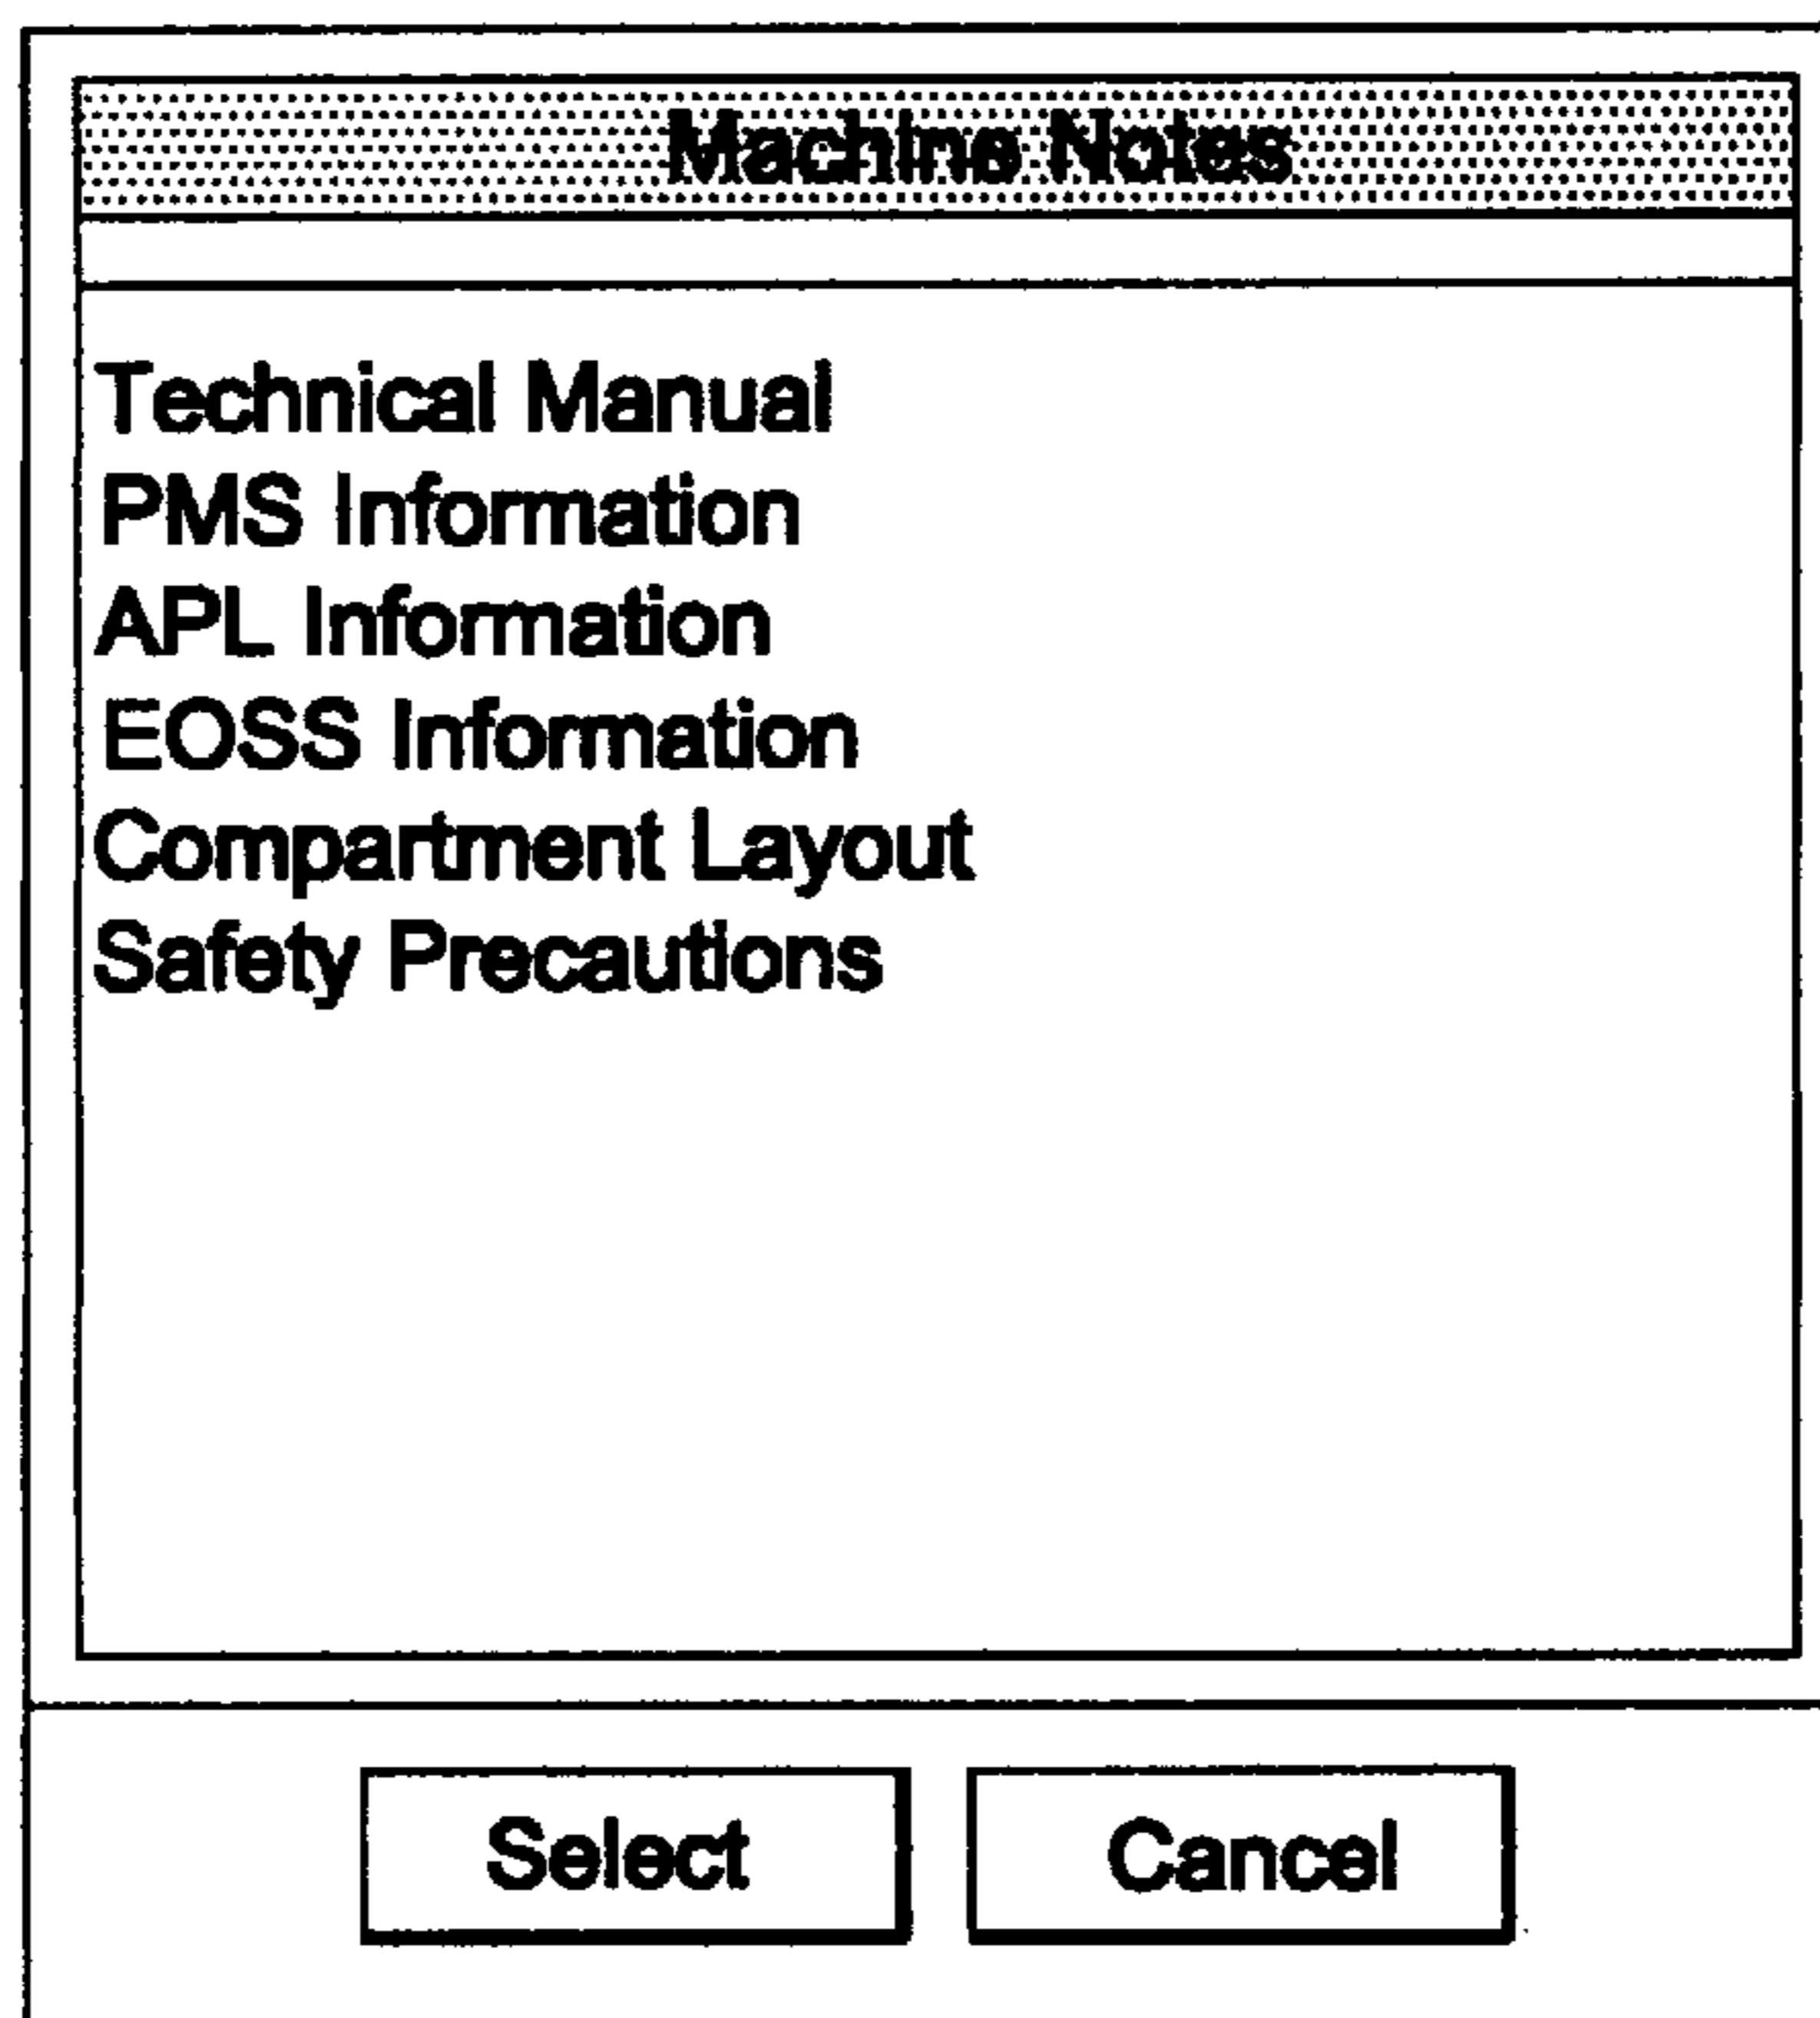 Machine Notes
Technical Manual
PMS Information
APL Information
EOSS Information
Compartment Layout
Safety Precautions
Select
Cancel